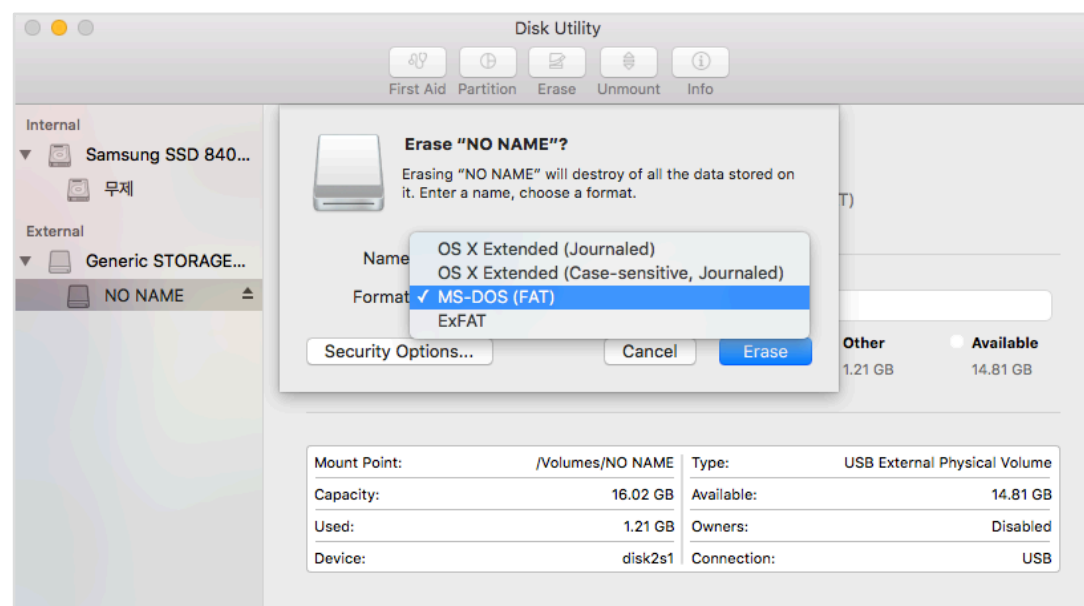 Disk Utility
First Aid Partition Erase Unmount Info
Internal
Samsung SSD 840...
무제
External
Generic STORAGE...
NO NAME
Erase “NO NAME”?
Erasing “NO NAME” will destroy of all the data stored on
it. Enter a name, choose a format.
T)
Name
OS X Extended (Journaled)
OS X Extended (Case-sensitive, Journaled)
Format ✓ MS-DOS (FAT)
ExFAT
Security Options... Cancel Erase
Other Available
1.21 GB 14.81 GB
Mount Point: /Volumes/NO NAME Type: USB External Physical Volume
Capacity: 16.02 GB Available: 14.81 GB
Used: 1.21 GB Owners: Disabled
Device: disk2s1 Connection: USB